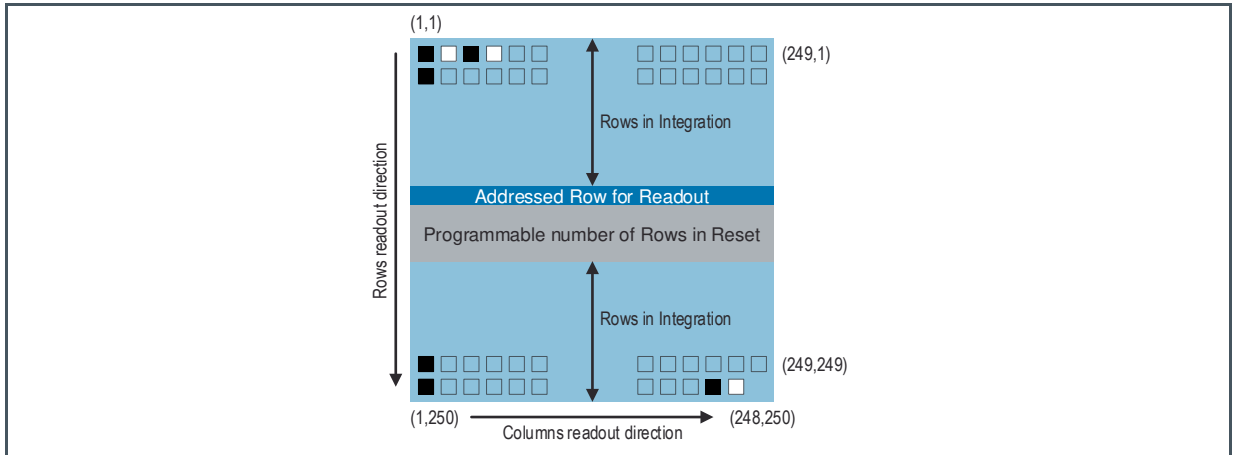 (1,1)
(249,1)
Rows readout direction
Rows in Integration
Addressed Row for Readout
Programmable number of Rows in Reset
Rows in Integration
(249,249)
(1,250)
(248,250)
Columns readout direction